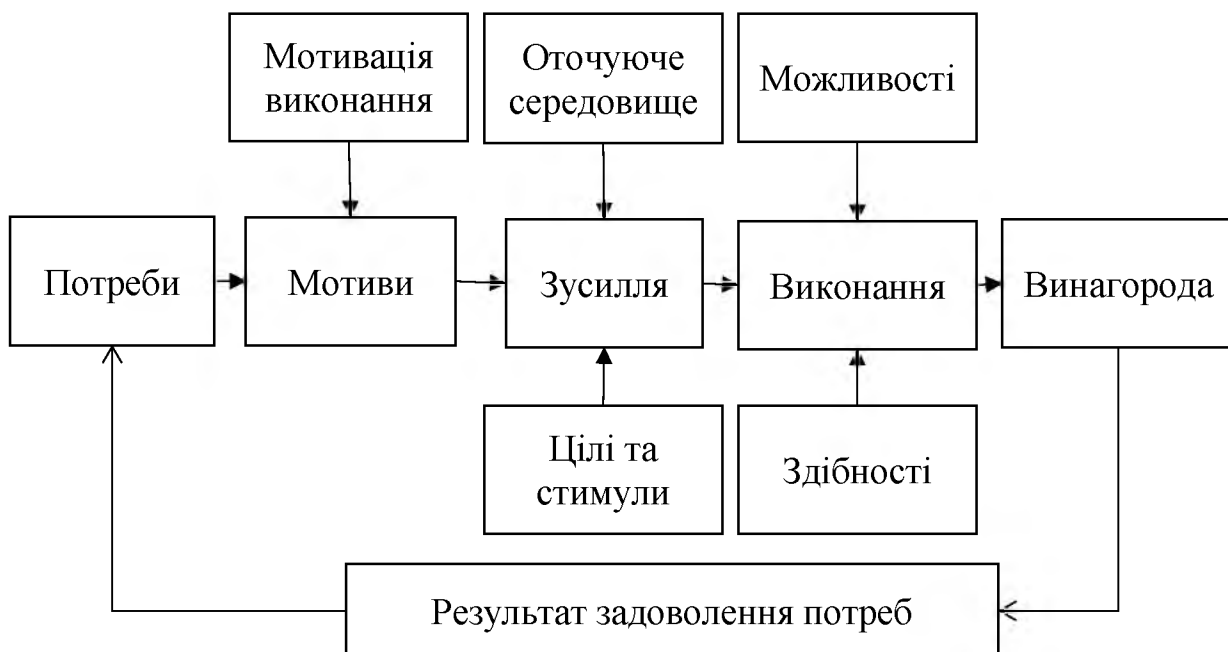 Мотивація
виконання
Оточуюче
середовище
Можливості
Потреби
Мотиви
Зусилля
Виконання
Винагорода
Цілі та
стимули
Здібності
Результат задоволення потреб